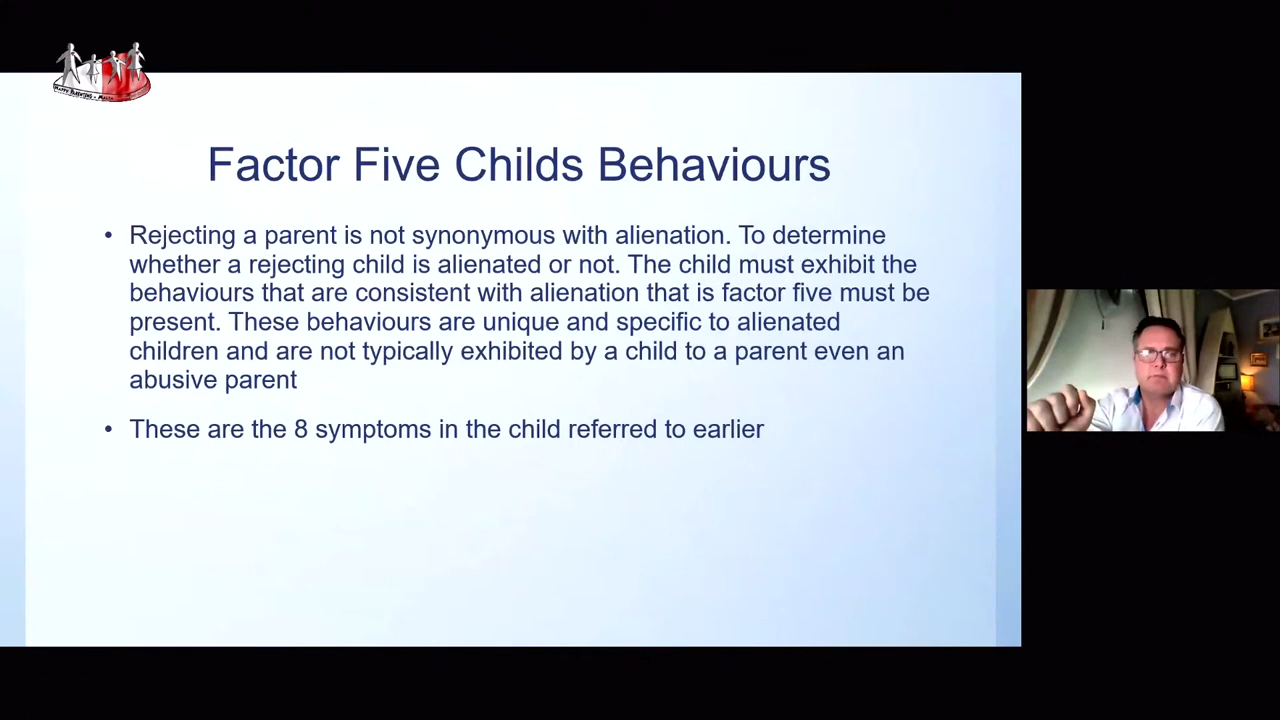 HAPPY PARENTING - MALTA
Factor Five Childs Behaviours
• Rejecting a parent is not synonymous with alienation. To determine
whether a rejecting child is alienated or not. The child must exhibit the
behaviours that are consistent with alienation that is factor five must be
present. These behaviours are unique and specific to alienated
children and are not typically exhibited by a child to a parent even an
abusive parent
• These are the 8 symptoms in the child referred to earlier